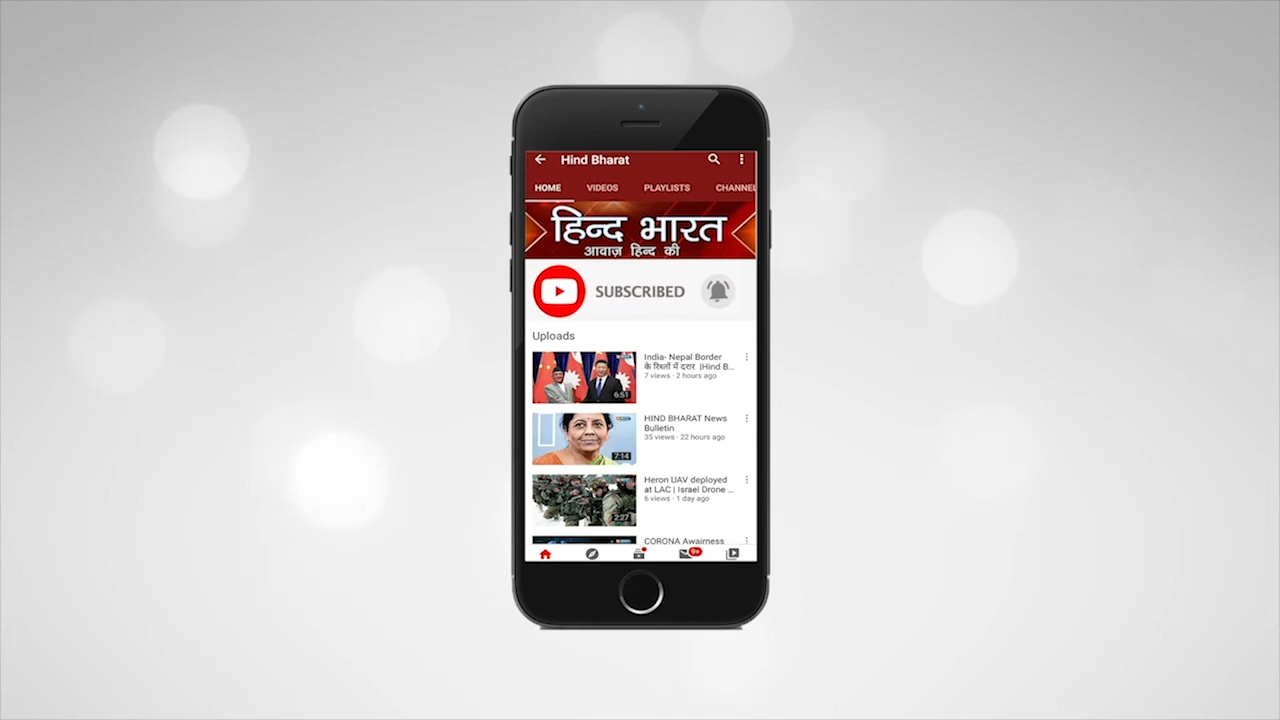 Hind Bharat
HOME VIDEOS PLAYLISTS CHANNEL
हिन्द भारत
आवाज़ हिन्द की
SUBSCRIBED
Uploads
India- Nepal Border
के रिश्तों में दरार |Hind B...
7 views · 2 hours ago
6:51
HIND BHARAT News
Bulletin
35 views · 22 hours ago
7:14
Heron UAV deployed
at LAC | Israel Drone ...
6 views · 1 day ago
2:27
CORONA Awairness
9+